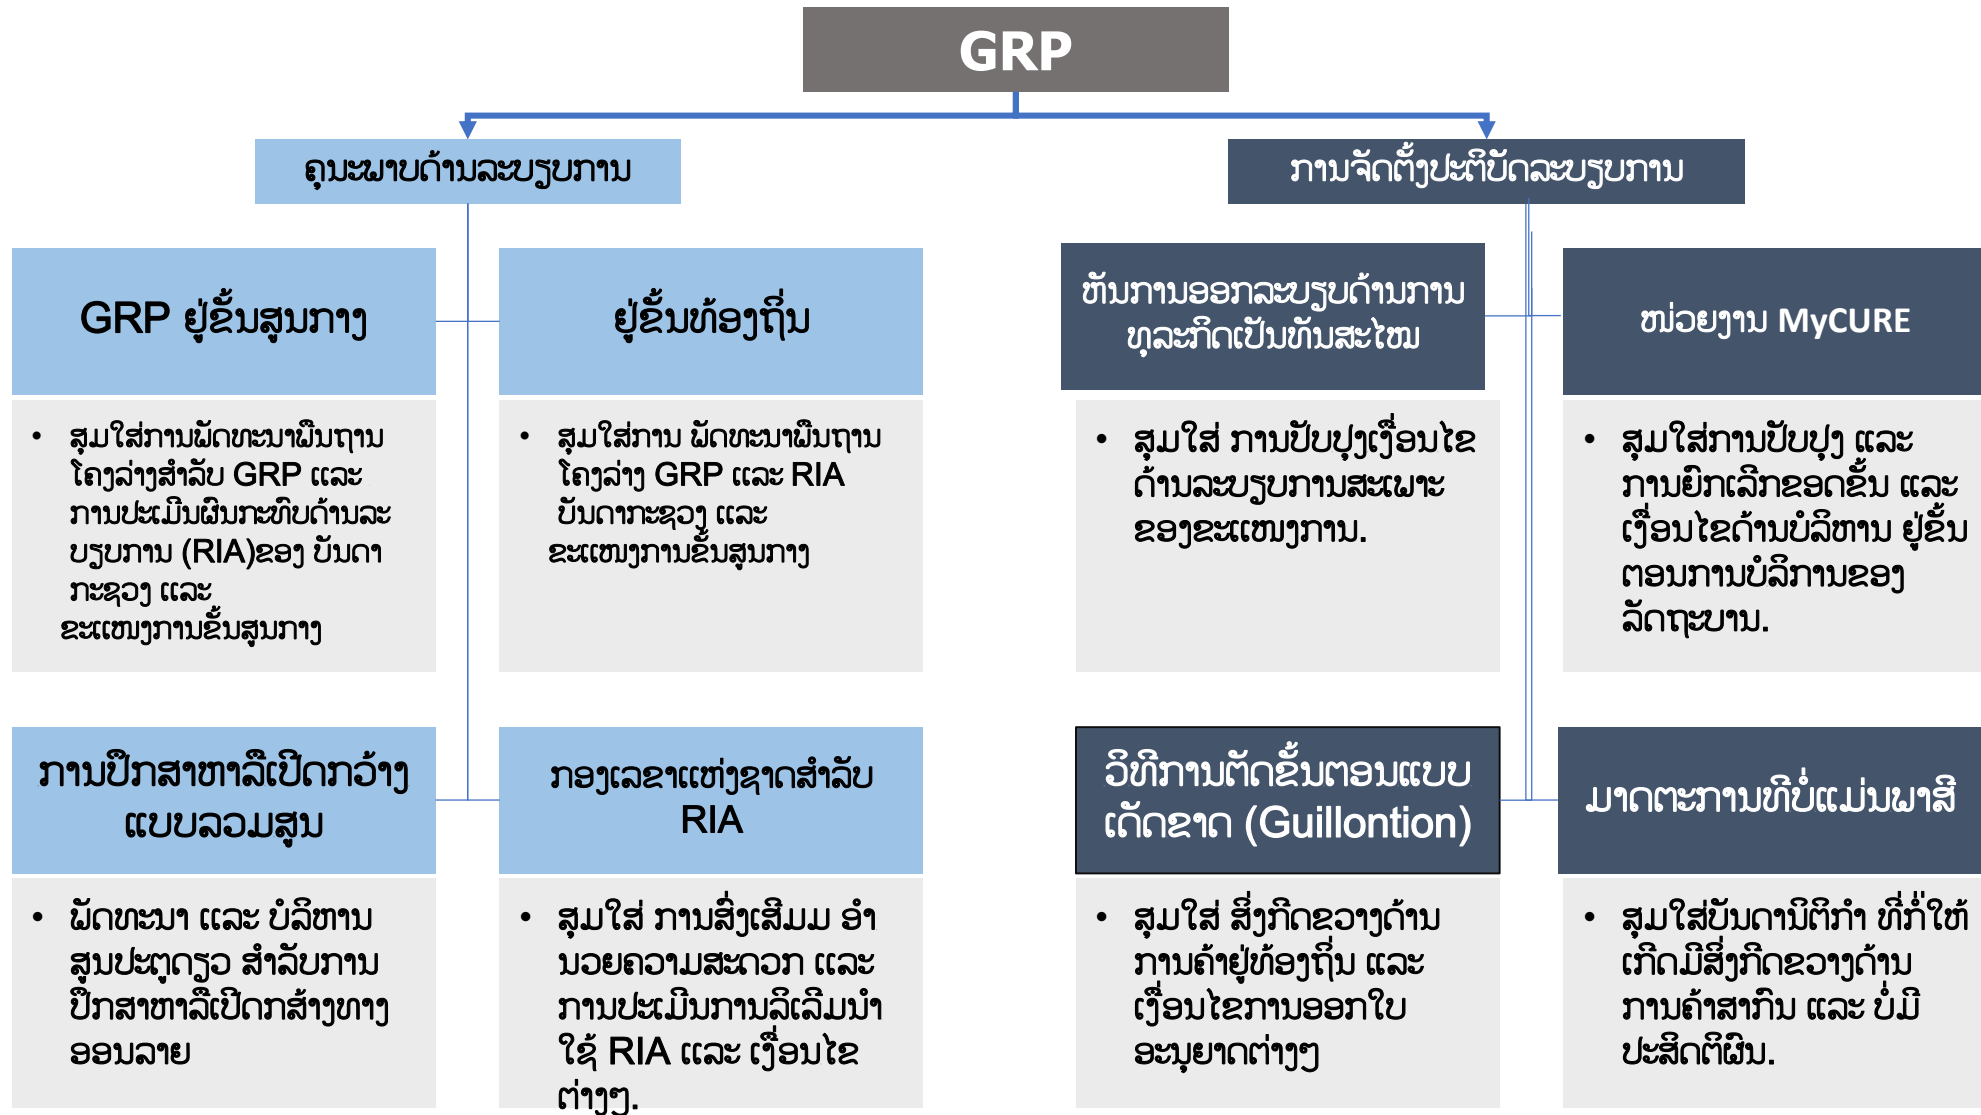 GRP
ຄຸນະພາບດ້ານລະບຽບການ
ການຈັດຕັ້ງປະຕິບັດລະບຽບການ
GRP ຢູ່ຂັ້ນສູນກາງ
• ສຸມໃສ່ການພັດທະນາພືນຖານ
ໂຄງລ່າງສຳລັບ GRP ແລະ
ການປະເມີນຜົນກະທົບດ້ານລະ
ບຽບການ (RIA)ຂອງ ບັນດາ
ກະຊວງ ແລະ
ຂະແໜງການຂັ້ນສູນກາງ
ຢູ່ຂັ້ນທ້ອງຖິ່ນ
• ສຸມໃສ່ການ ພັດທະນາພືນຖານ
ໂຄງລ່າງ GRP ແລະ RIA
ບັນດາກະຊວງ ແລະ
ຂະແໜງການຂັ້ນສູນກາງ
ຫັນການອອກລະບຽບດ້ານການ
ທຸລະກິດເປັນທັນສະໄໝ
• ສຸມໃສ່ ການປັບປຸງເງື່ອນໄຂ
ດ້ານລະບຽບການສະເພາະ
ຂອງຂະແໜງການ.
ໜ່ວຍງານ MyCURE
• ສຸມໃສ່ການປັບປຸງ ແລະ
ການຍົກເລີກຂອດຂັ້ນ ແລະ
ເງື່ອນໄຂດ້ານບໍລິຫານ ຢູ່ຂັ້ນ
ຕອນການບໍລິການຂອງ
ລັດຖະບານ.
ການປຶກສາຫາລືເປີດກວ້າງ
ແບບລວມສູນ
• ພັດທະນາ ແລະ ບໍລິຫານ
ສູນປະຕູດຽວ ສຳລັບການ
ປຶກສາຫາລືເປີດກສ້າງທາງ
ອອນລາຍ
ກອງເລຂາແຫ່ງຊາດສຳລັບ
RIA
• ສຸມໃສ່ ການສົ່ງເສີມມ ອຳ
ນວຍຄວາມສະດວກ ແລະ
ການປະເມີນການລິເລີມນຳ
ໃຊ້ RIA ແລະ ເງື່ອນໄຂ
ຕ່າງໆ.
ວິທີການຕັດຂັ້ນຕອນແບບ
ເດັດຂາດ (Guillontion)
• ສຸມໃສ່ ສິ່ງກີດຂວາງດ້ານ
ການຄ້າຢູ່ທ້ອງຖິ່ນ ແລະ
ເງື່ອນໄຂການອອກໃບ
ອະນຸຍາດຕ່າງໆ
ມາດຕະການທີ່ບໍ່ແມ່ນພາສີ
• ສຸມໃສ່ບັນດານິຕິກຳ ທີ່ກໍ່ໃຫ້
ເກີດມີສິ່ງກີດຂວາງດ້ານ
ການຄ້າສາກົນ ແລະ ບໍ່ມີ
ປະສິດຕິຜົນ.